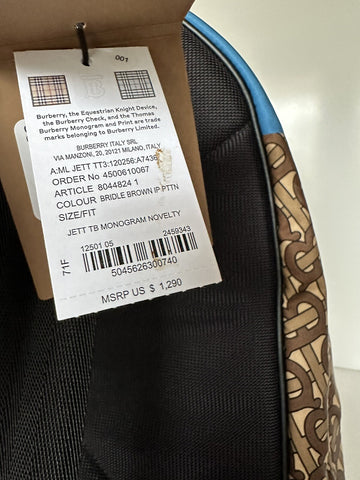 001
Burberry, the Equestrian Knight Device,
the Burberry Check, and the Thomas
Burberry Monogram and Print are trade
marks belonging to Burberry Limited.
BURBERRY ITALY SRL
VIA MANZONI, 20, 20121 MILANO, ITALY
A:ML JETT TT3:120256:A7436
ORDER No 4500610067
ARTICLE 8044824 1
COLOUR BRIDLE BROWN IP PTTN
SIZE/FIT
JETT TB MONOGRAM NOVELTY
12501 05 2459343
71F
5045626300740
MSRP US $ 1,290